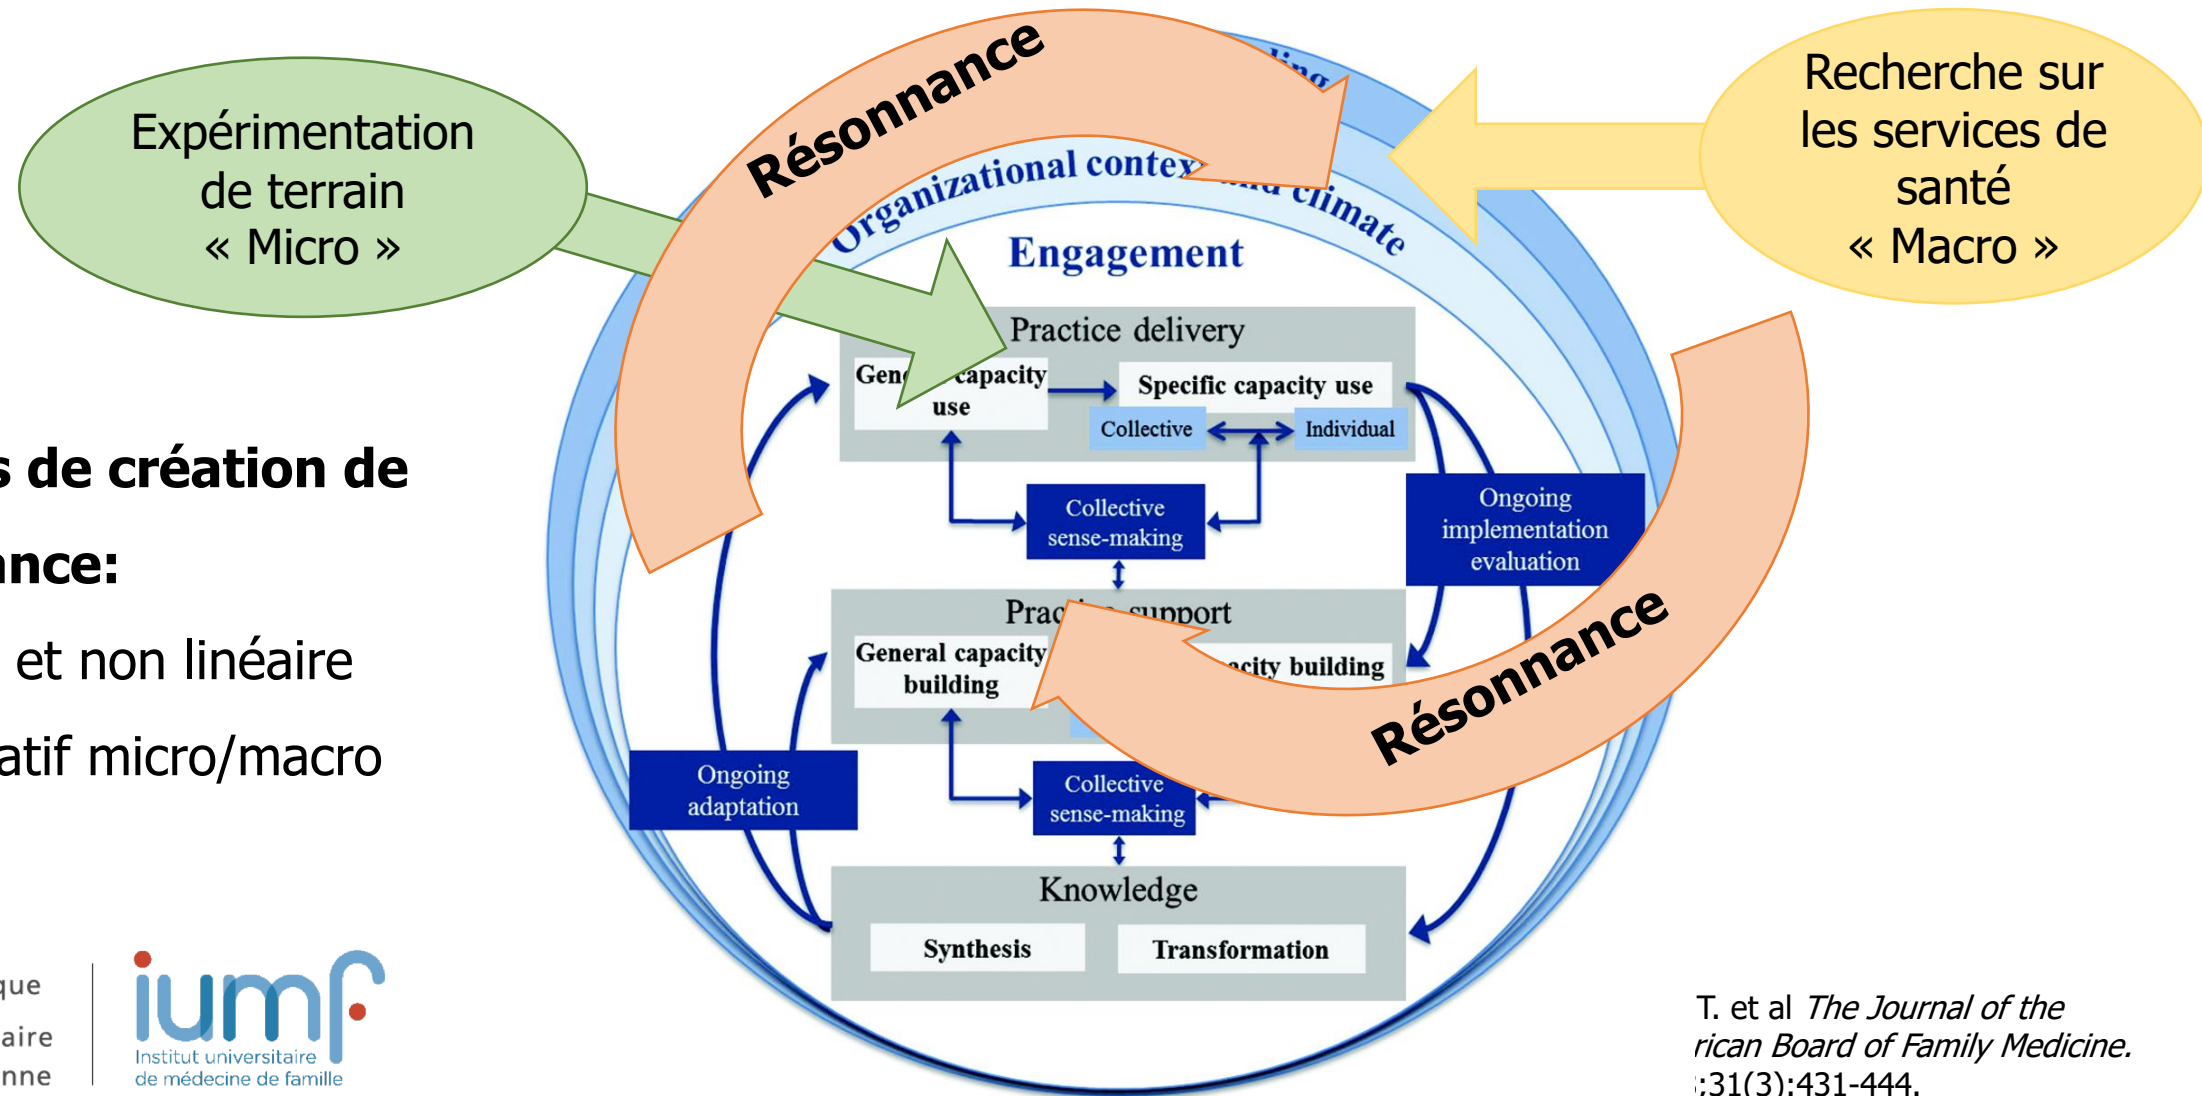 Résonnance
Expérimentation
de terrain
« Micro »
Recherche sur
les services de
santé
« Macro »
Organizational context and climate
Engagement
Practice delivery
General capacity
use
Specific capacity use
Collective
Individual
s de création de
ance:
et non linéaire
atif micro/macro
Collective
sense-making
Ongoing
implementation
evaluation
Practice support
General capacity
building
acity building
Résonnance
Ongoing
adaptation
Collective
sense-making
Knowledge
Synthesis
Transformation
que
aire
nne
iumf
Institut universitaire
de médecine de famille
T. et al The Journal of the
rican Board of Family Medicine.
;31(3):431-444.